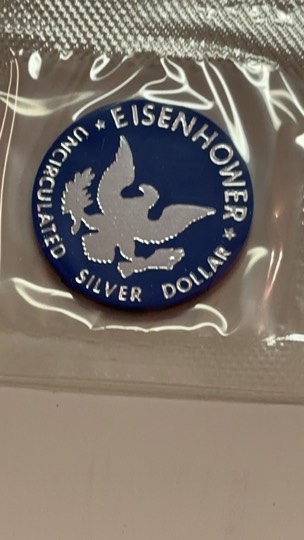 ★ EISENHOWER ★
UNCIRCULATED SILVER DOLLAR